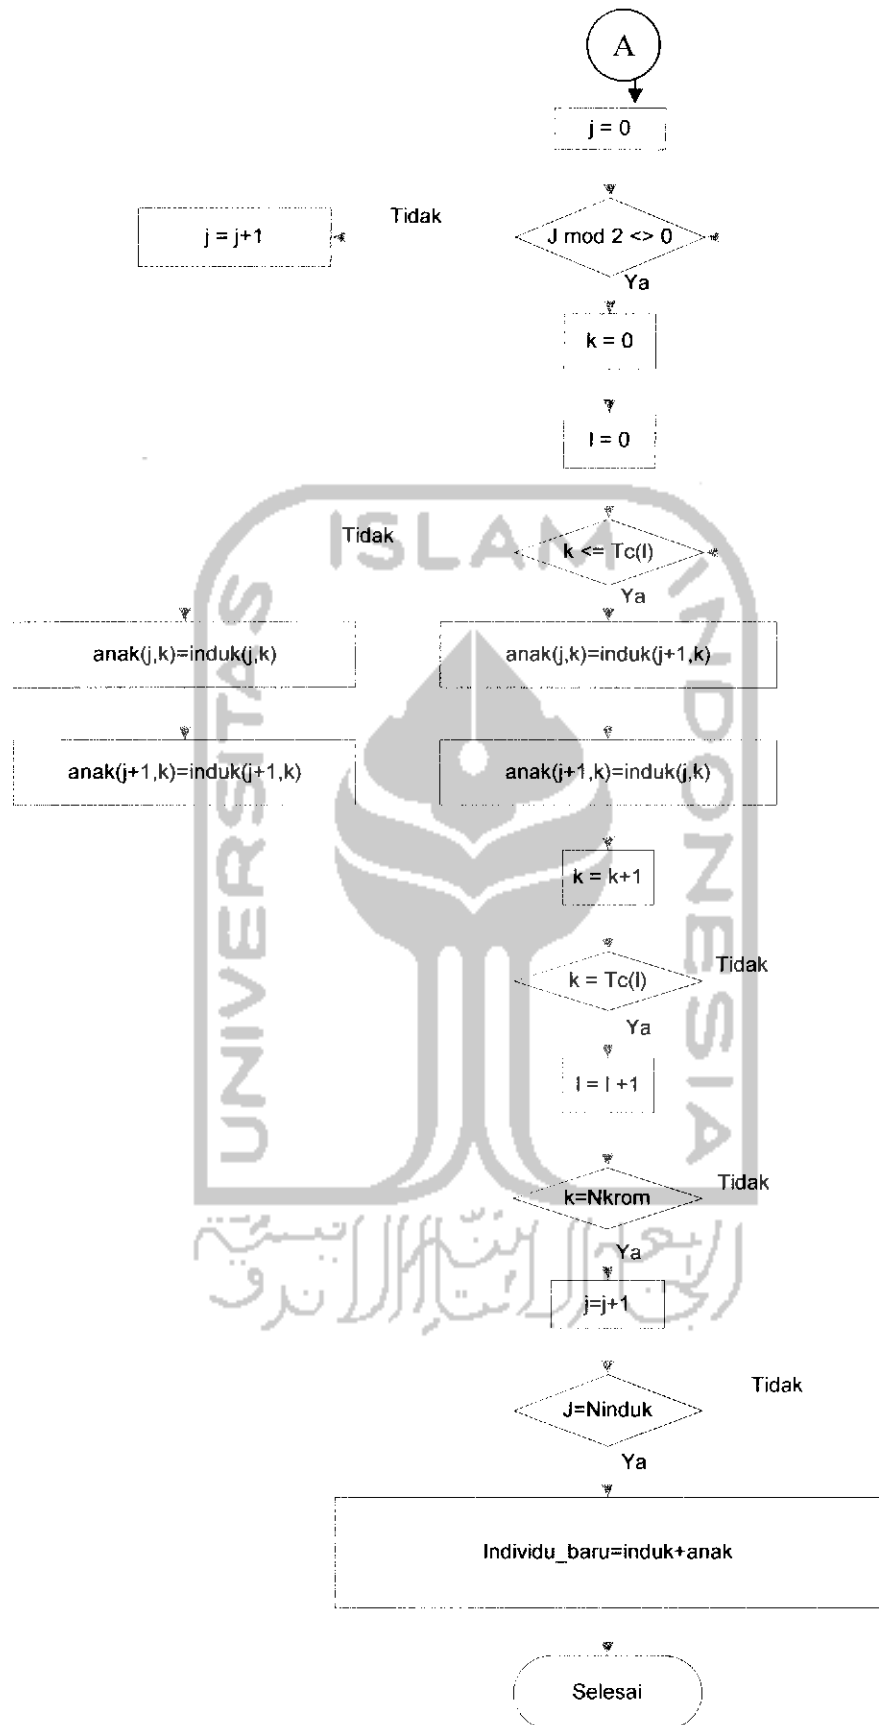 A
j = 0
Tidak
j = j+1
J mod 2 <> 0
Ya
k = 0
l = 0
Tidak
k <= Tc(l)
Ya
anak(j,k)=induk(j,k)
anak(j,k)=induk(j+1,k)
anak(j+1,k)=induk(j+1,k)
anak(j+1,k)=induk(j,k)
k = k+1
k = Tc(l)
Tidak
Ya
l = l +1
k=Nkrom
Tidak
Ya
j=j+1
J=Ninduk
Tidak
Ya
Individu_baru=induk+anak
Selesai
UNIVERSITAS
ISLAM
INDONESIA